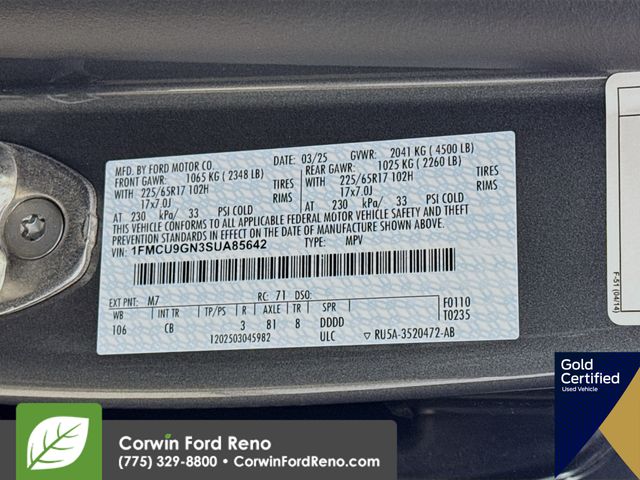 MFD. BY FORD MOTOR CO.
03/25 GVWR: 2041 KG ( 4500 LB)
FRONT GAWR: 1065 KG ( 2348 LB)
REAR GAWR: 1025 KG ( 2260 LB)
WITH
225/65R17 102H TIRES
17x7.0J RIMS
WITH
225/65R17 102H TIRES
17x7.0J RIMS
AT 230 kPa/ 33 PSI COLD
AT 230 kPa/ 33 PSI COLD
THIS VEHICLE CONFORMS TO ALL APPLICABLE FEDERAL MOTOR VEHICLE SAFETY AND THEFT
PREVENTION STANDARDS IN EFFECT ON THE DATE OF MANUFACTURE SHOWN ABOVE.
VIN: 1FMCU9GN3SUA85642
TYPE: MPV
EXT PNT: M7 RC: 71 DSO:
WB TP/PS R AXLE TR SPR
106 CB 3 81 8 DDDD
F0110
T0235
1202503045982 ULC RU5A-3520472-AB
F-S1(04/14)
Gold
Certified
Used Vehicle
Corwin Ford Reno
(775) 329-8800 • CorwinFordReno.com